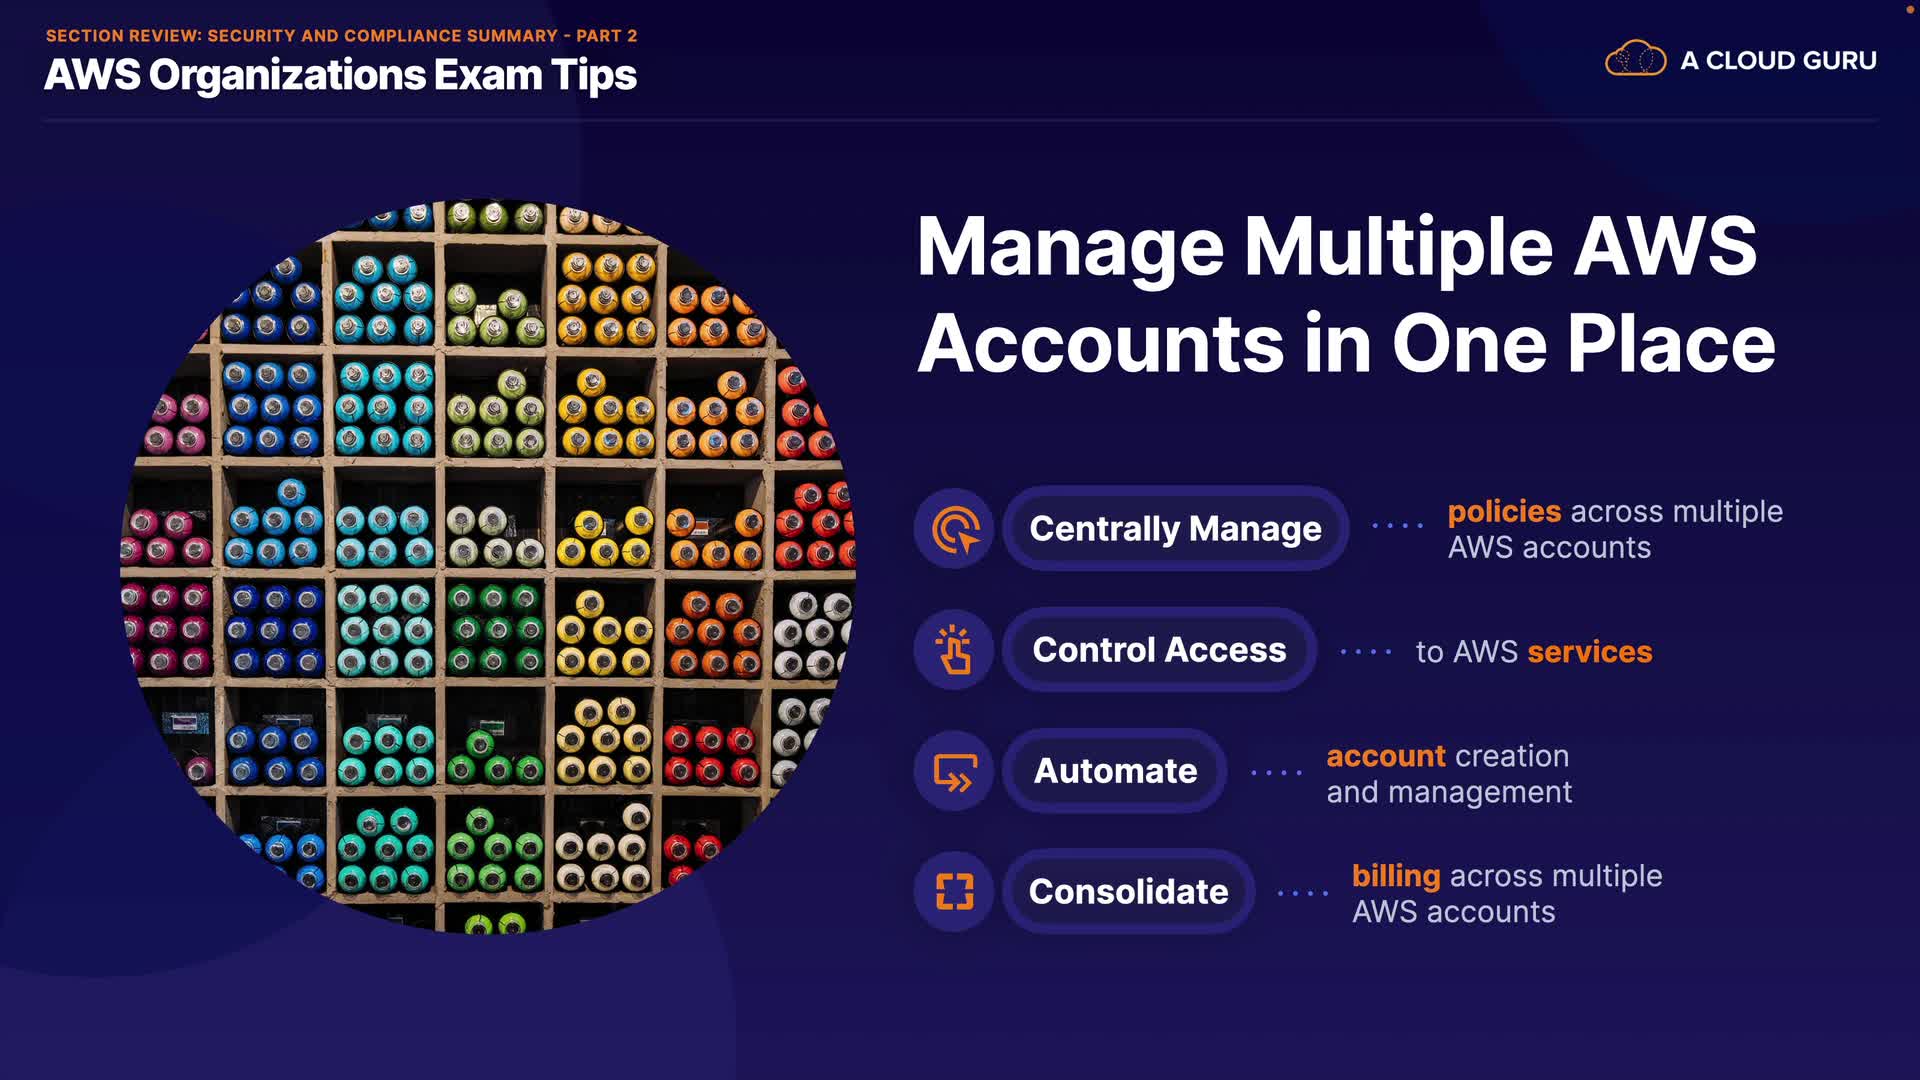 SECTION REVIEW: SECURITY AND COMPLIANCE SUMMARY - PART 2
AWS Organizations Exam Tips
A CLOUD GURU
Manage Multiple AWS
Accounts in One Place
Centrally Manage
policies across multiple
AWS accounts
Control Access
to AWS services
Automate
account creation
and management
Consolidate
billing across multiple
AWS accounts